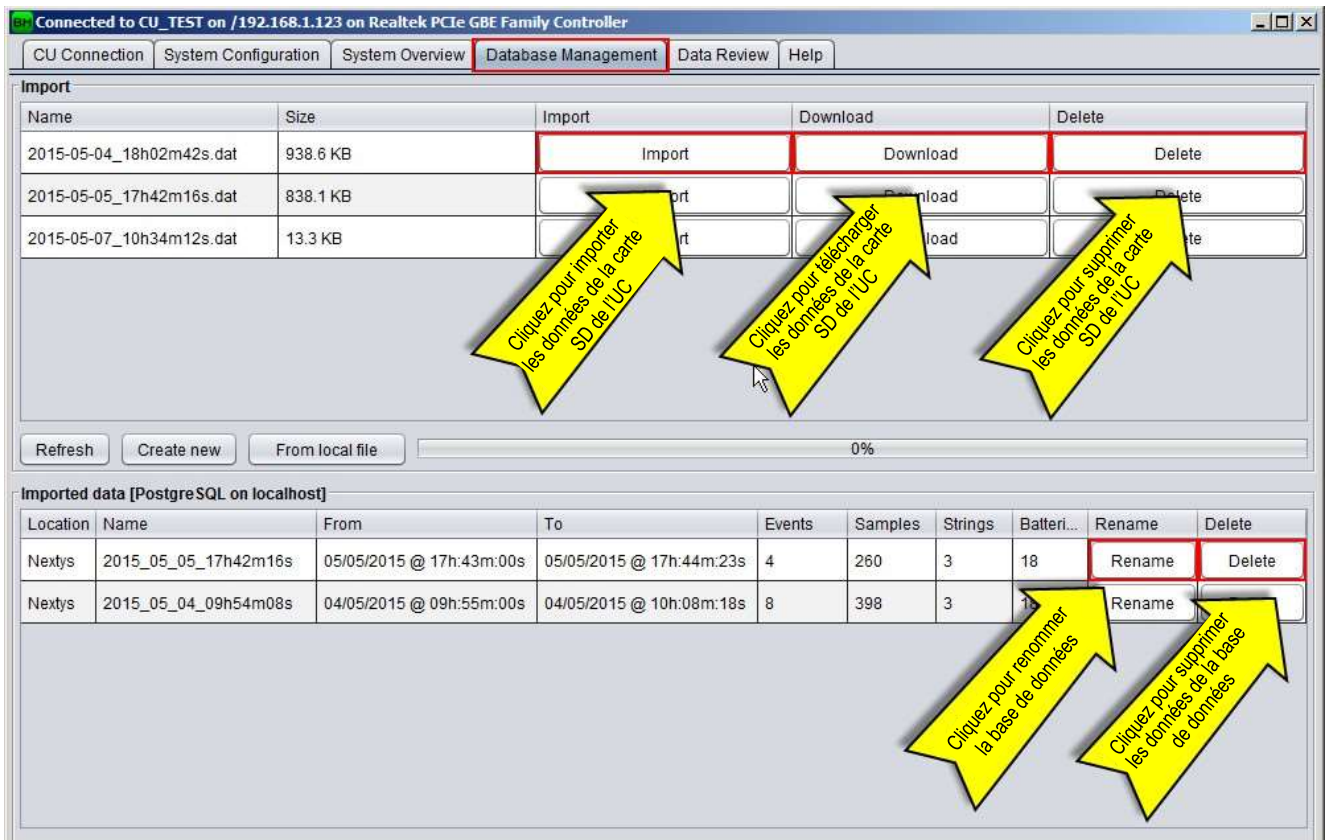 BM Connected to CU_TEST on /192.168.1.123 on Realtek PCIe GBE Family Controller
CU Connection System Configuration System Overview Database Management Data Review Help
Import
Name Size Import Download Delete
2015-05-04_18h02m42s.dat 938.6 KB Import Download Delete
2015-05-05_17h42m16s.dat 838.1 KB
2015-05-07_10h34m12s.dat 13.3 KB
Cliquez pour importer
les données de la carte
SD de l'UC
Cliquez pour télécharger
les données de la carte
SD de l'UC
Cliquez pour supprimer
les données de la carte
SD de l'UC
Refresh Create new From local file 0%
Imported data [PostgreSQL on localhost]
Location Name From To Events Samples Strings Batteri... Rename Delete
Nextys 2015_05_05_17h42m16s 05/05/2015 @ 17h:43m:00s 05/05/2015 @ 17h:44m:23s 4 260 3 18 Rename Delete
Nextys 2015_05_04_09h54m08s 04/05/2015 @ 09h:55m:00s 04/05/2015 @ 10h:08m:18s 8 398 3 Rename
Cliquez pour renommer
la base de données
Cliquez pour supprimer
les données de la base
de données